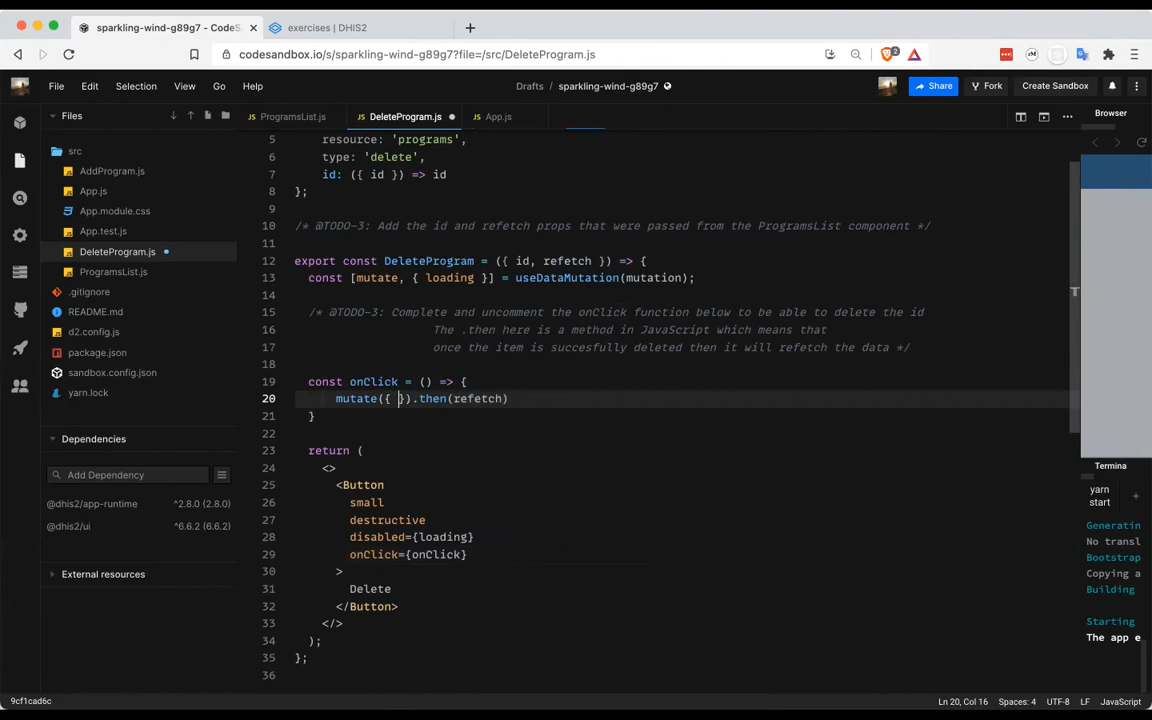 sparkling-wind-g89g7 - CodeS
exercises | DHIS2
codesandbox.io/s/sparkling-wind-g89g7?file=/src/DeleteProgram.js
2
File Edit Selection View Go Help
Drafts / sparkling-wind-g89g7
Share
Fork
Create Sandbox
Files
JS ProgramsList.js
JS DeleteProgram.js
JS App.js
Browser
src
JS AddProgram.js
JS App.js
App.module.css
JS App.test.js
JS DeleteProgram.js
JS ProgramsList.js
.gitignore
README.md
d2.config.js
package.json
sandbox.config.json
yarn.lock
Dependencies
Add Dependency
@dhis2/app-runtime ^2.8.0 (2.8.0)
@dhis2/ui ^6.6.2 (6.6.2)
External resources
5 resource: 'programs',
6 type: 'delete',
7 id: ({ id }) => id
8 };
9
10 /* @TODO-3: Add the id and refetch props that were passed from the ProgramsList component */
11
12 export const DeleteProgram = ({ id, refetch }) => {
13 const [mutate, { loading }] = useDataMutation(mutation);
14
15 /* @TODO-3: Complete and uncomment the onClick function below to be able to delete the id
16 The .then here is a method in JavaScript which means that
17 once the item is succesfully deleted then it will refetch the data */
18
19 const onClick = () => {
20 mutate({ }).then(refetch)
21 }
22
23 return (
24 <>
25 <Button
26 small
27 destructive
28 disabled={loading}
29 onClick={onClick}
30 >
31 Delete
32 </Button>
33 </>
34 );
35 };
36
Termina
yarn
start
+
Generatin
No transl
Bootstrap
Copying a
Building
Starting
The app e
9cf1cad6c
Ln 20, Col 16 Spaces: 4 UTF-8 LF JavaScript